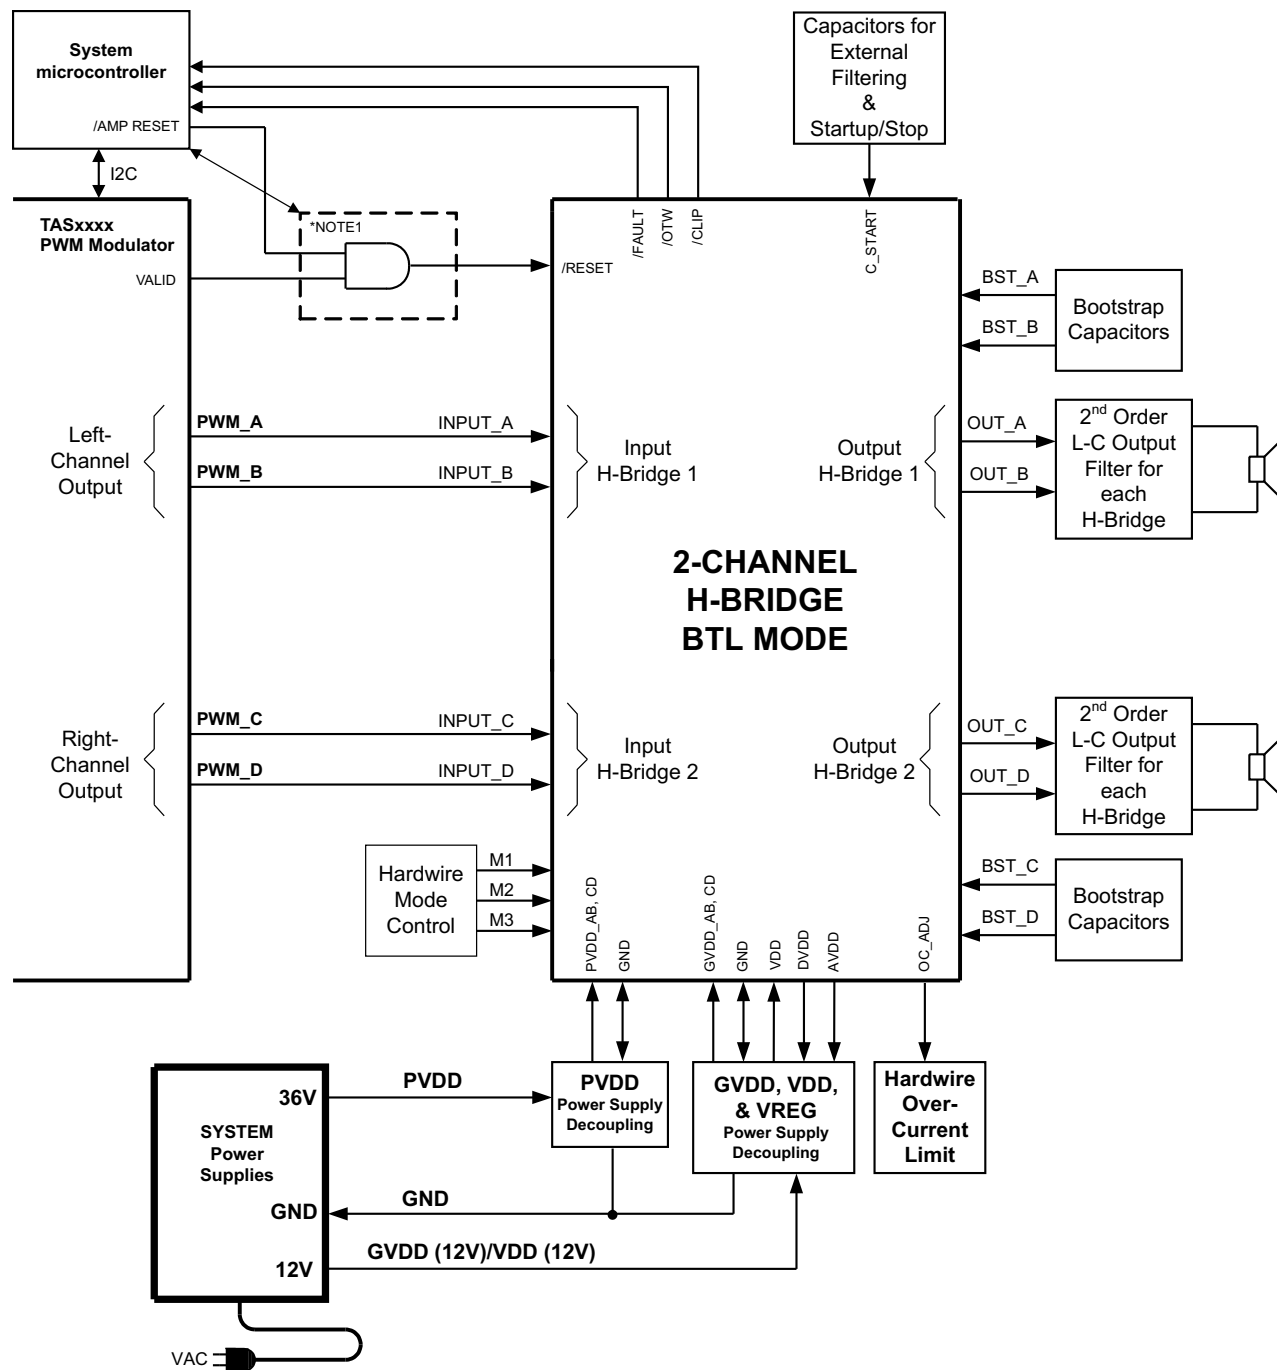 System
microcontroller
/AMP RESET
I2C
Capacitors for
External
Filtering
&
Startup/Stop
TASxxxx
PWM Modulator
VALID
*NOTE1
/RESET
/FAULT
/OTW
/CLIP
C_START
BST_A
BST_B
Bootstrap
Capacitors
Left-
Channel
Output
PWM_A
INPUT_A
PWM_B
INPUT_B
Input
H-Bridge 1
Output
H-Bridge 1
OUT_A
OUT_B
2nd Order
L-C Output
Filter for
each
H-Bridge
2-CHANNEL
H-BRIDGE
BTL MODE
Right-
Channel
Output
PWM_C
INPUT_C
PWM_D
INPUT_D
Input
H-Bridge 2
Output
H-Bridge 2
OUT_C
OUT_D
2nd Order
L-C Output
Filter for
each
H-Bridge
Hardwire
Mode
Control
M1
M2
M3
PVDD_AB, CD
GND
GVDD_AB, CD
GND
VDD
DVDD
AVDD
OC_ADJ
BST_C
BST_D
Bootstrap
Capacitors
36V
SYSTEM
Power
Supplies
GND
12V
PVDD
PVDD
Power Supply
Decoupling
GVDD, VDD,
& VREG
Power Supply
Decoupling
Hardwire
Over-
Current
Limit
GND
GVDD (12V)/VDD (12V)
VAC